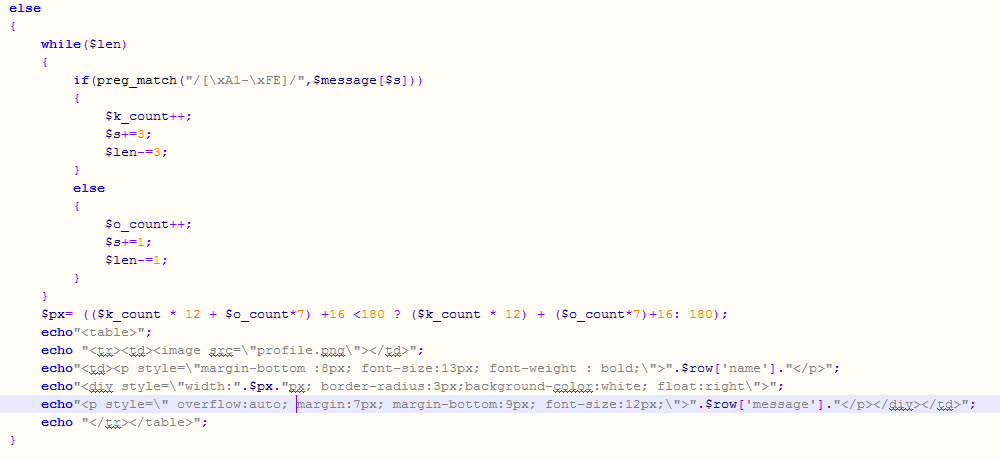 else
{
while($len)
{
if(preg_match("/[\xA1-\xFE]/",$message[$s]))
{
$k_count++;
$s+=3;
$len-=3;
}
else
{
$o_count++;
$s+=1;
$len-=1;
}
}
$px= (($k_count * 12 + $o_count*7) +16 <180 ? ($k_count * 12) + ($o_count*7)+16: 180);
echo"<table>";
echo "<tr><td><image src=\"profile.png\"></td>";
echo"<td><p style=\"margin-bottom :8px; font-size:13px; font-weight : bold;\">".$row['name']."</p>";
echo"<div style=\"width:".$px."px; border-radius:3px;background-color:white; float:right\">";
echo"<p style=\" overflow:auto; margin:7px; margin-bottom:9px; font-size:12px;\">".$row['message']."</p></div></td>";
echo "</tr></table>";
}